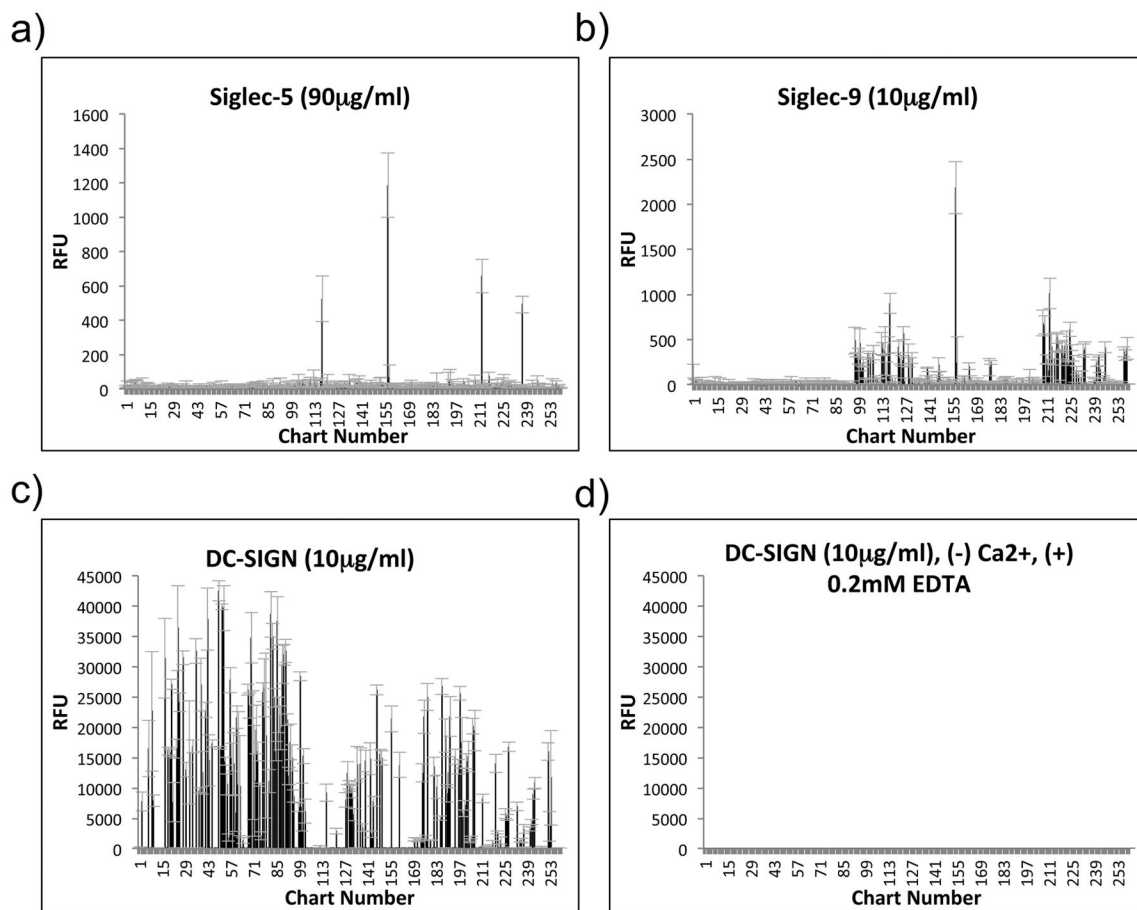 a)
Siglec-5 (90µg/ml)
1600
1400
1200
1000
800
600
400
200
0
RFU
1 15 29 43 57 71 85 99 113 127 141 155 169 183 197 211 225 239 253
Chart Number
b)
Siglec-9 (10µg/ml)
3000
2500
2000
1500
1000
500
0
RFU
1 15 29 43 57 71 85 99 113 127 141 155 169 183 197 211 225 239 253
Chart Number
c)
DC-SIGN (10µg/ml)
45000
40000
35000
30000
25000
20000
15000
10000
5000
0
RFU
1 15 29 43 57 71 85 99 113 127 141 155 169 183 197 211 225 239 253
Chart Number
d)
DC-SIGN (10µg/ml), (-) Ca2+, (+)
0.2mM EDTA
45000
40000
35000
30000
25000
20000
15000
10000
5000
0
RFU
1 15 29 43 57 71 85 99 113 127 141 155 169 183 197 211 225 239 253
Chart Number